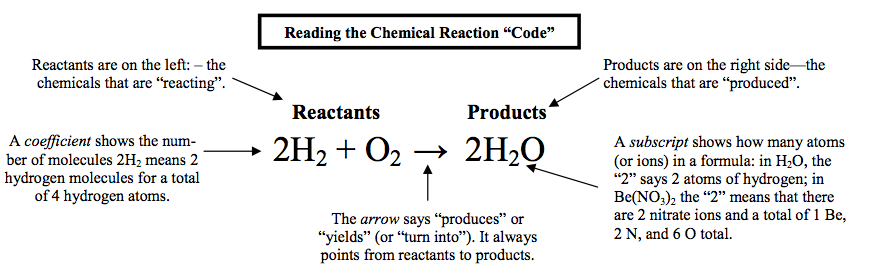 Reading the Chemical Reaction “Code”
Reactants are on the left: – the
chemicals that are “reacting”.
Products are on the right side—the
chemicals that are “produced”.
Reactants
Products
A coefficient shows the num-
ber of molecules 2H₂ means 2
hydrogen molecules for a total
of 4 hydrogen atoms.
2H₂ + O₂ → 2H₂O
A subscript shows how many atoms
(or ions) in a formula: in H₂O, the
“2” says 2 atoms of hydrogen; in
Be(NO₃)₂ the “2” means that there
are 2 nitrate ions and a total of 1 Be,
2 N, and 6 O total.
The arrow says “produces” or
“yields” (or “turn into”). It always
points from reactants to products.